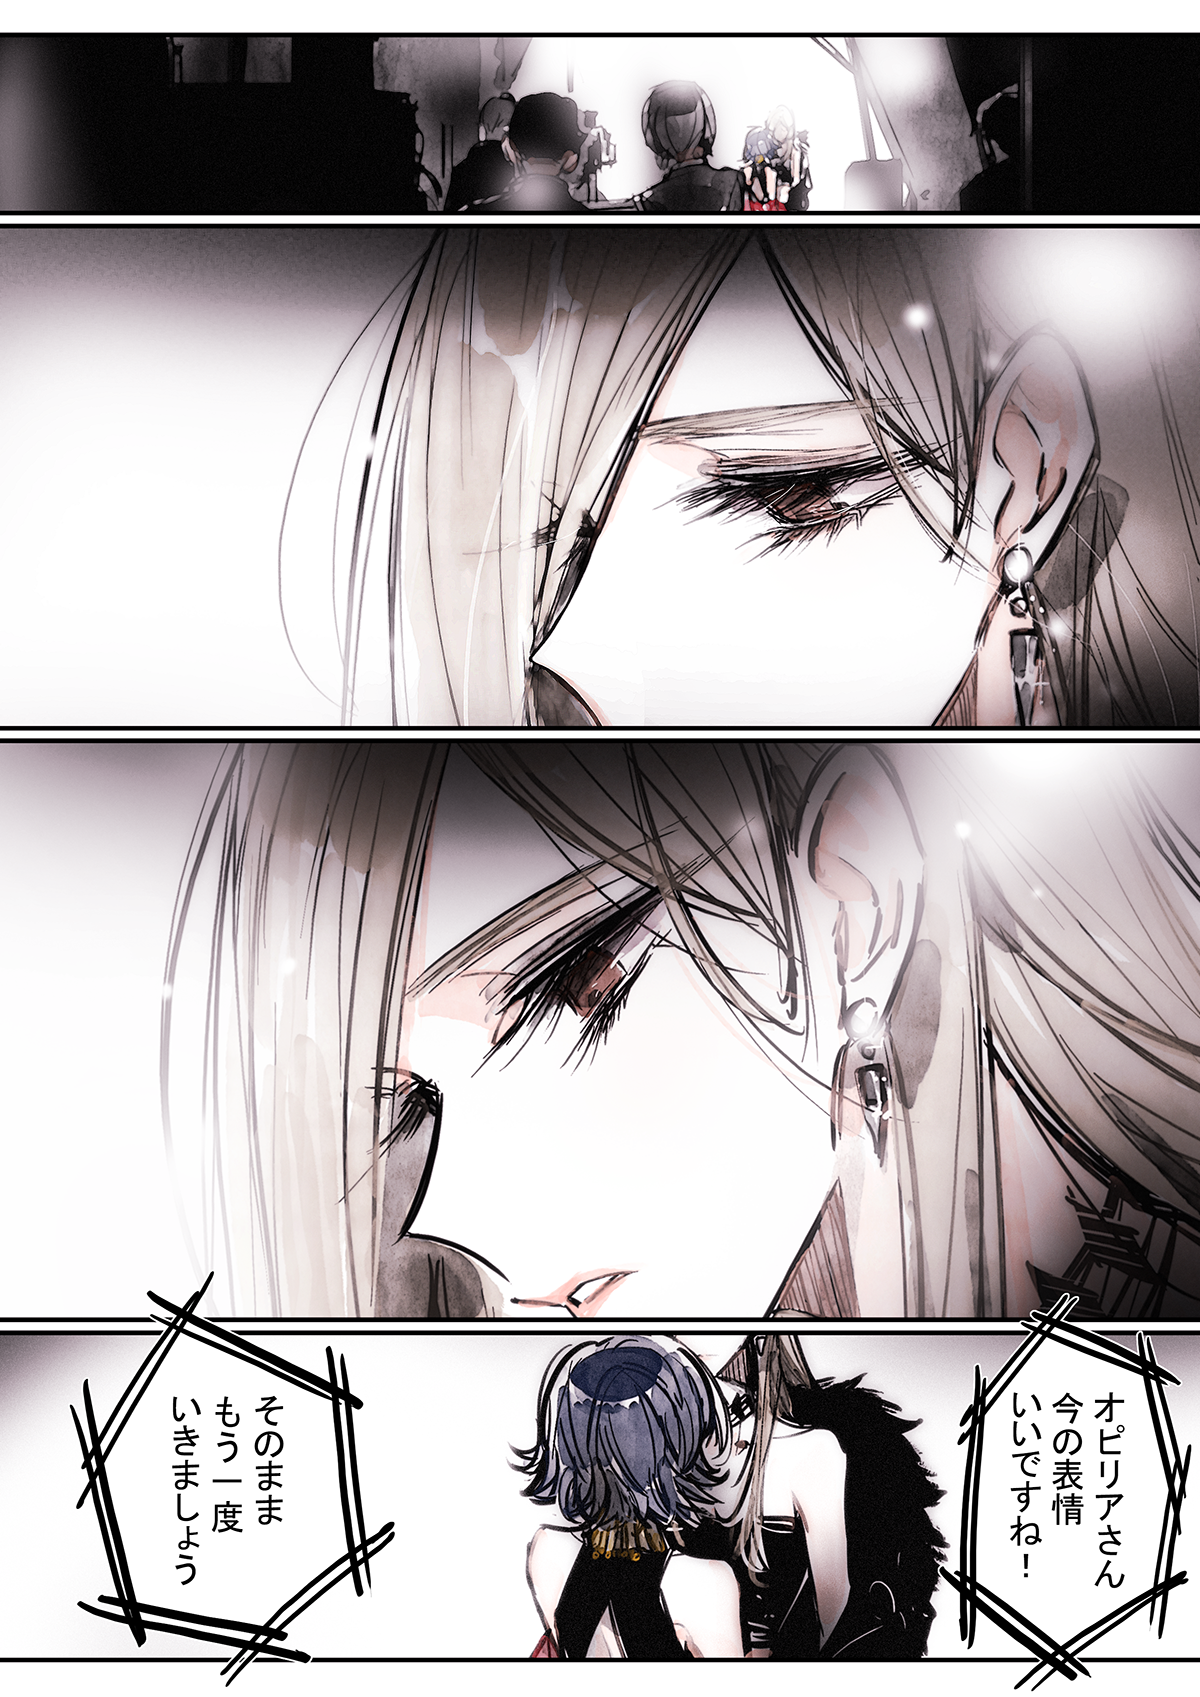 オピリアさん
今の表情
いいですね！
そのまま
もう一度
いきましょう